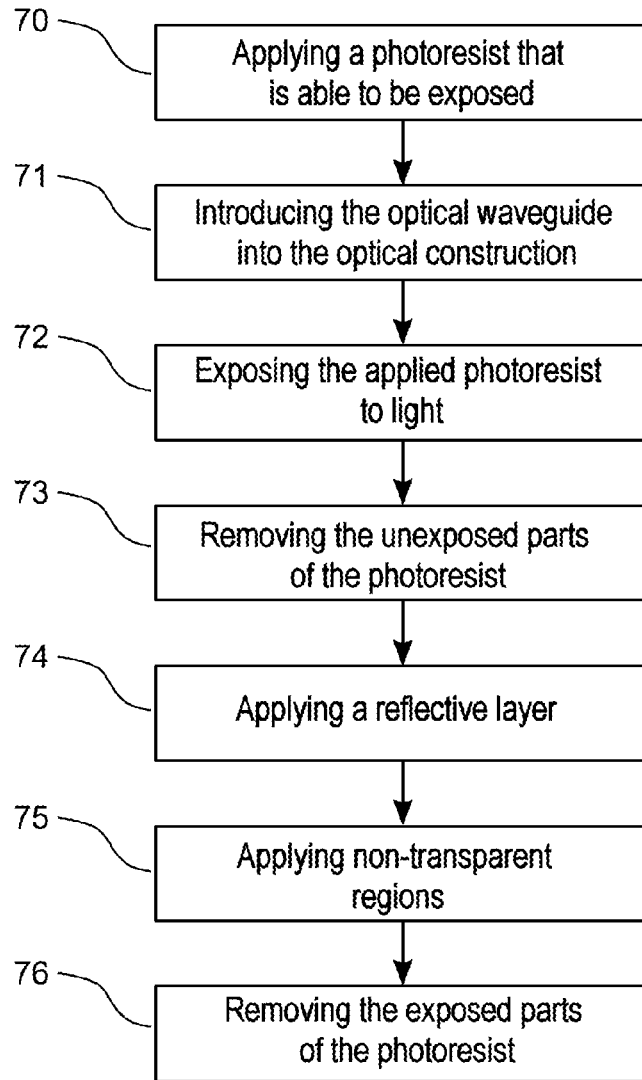 70
Applying a photoresist that
is able to be exposed
71
Introducing the optical waveguide
into the optical construction
72
Exposing the applied photoresist
to light
73
Removing the unexposed parts
of the photoresist
74
Applying a reflective layer
75
Applying non-transparent
regions
76
Removing the exposed parts
of the photoresist